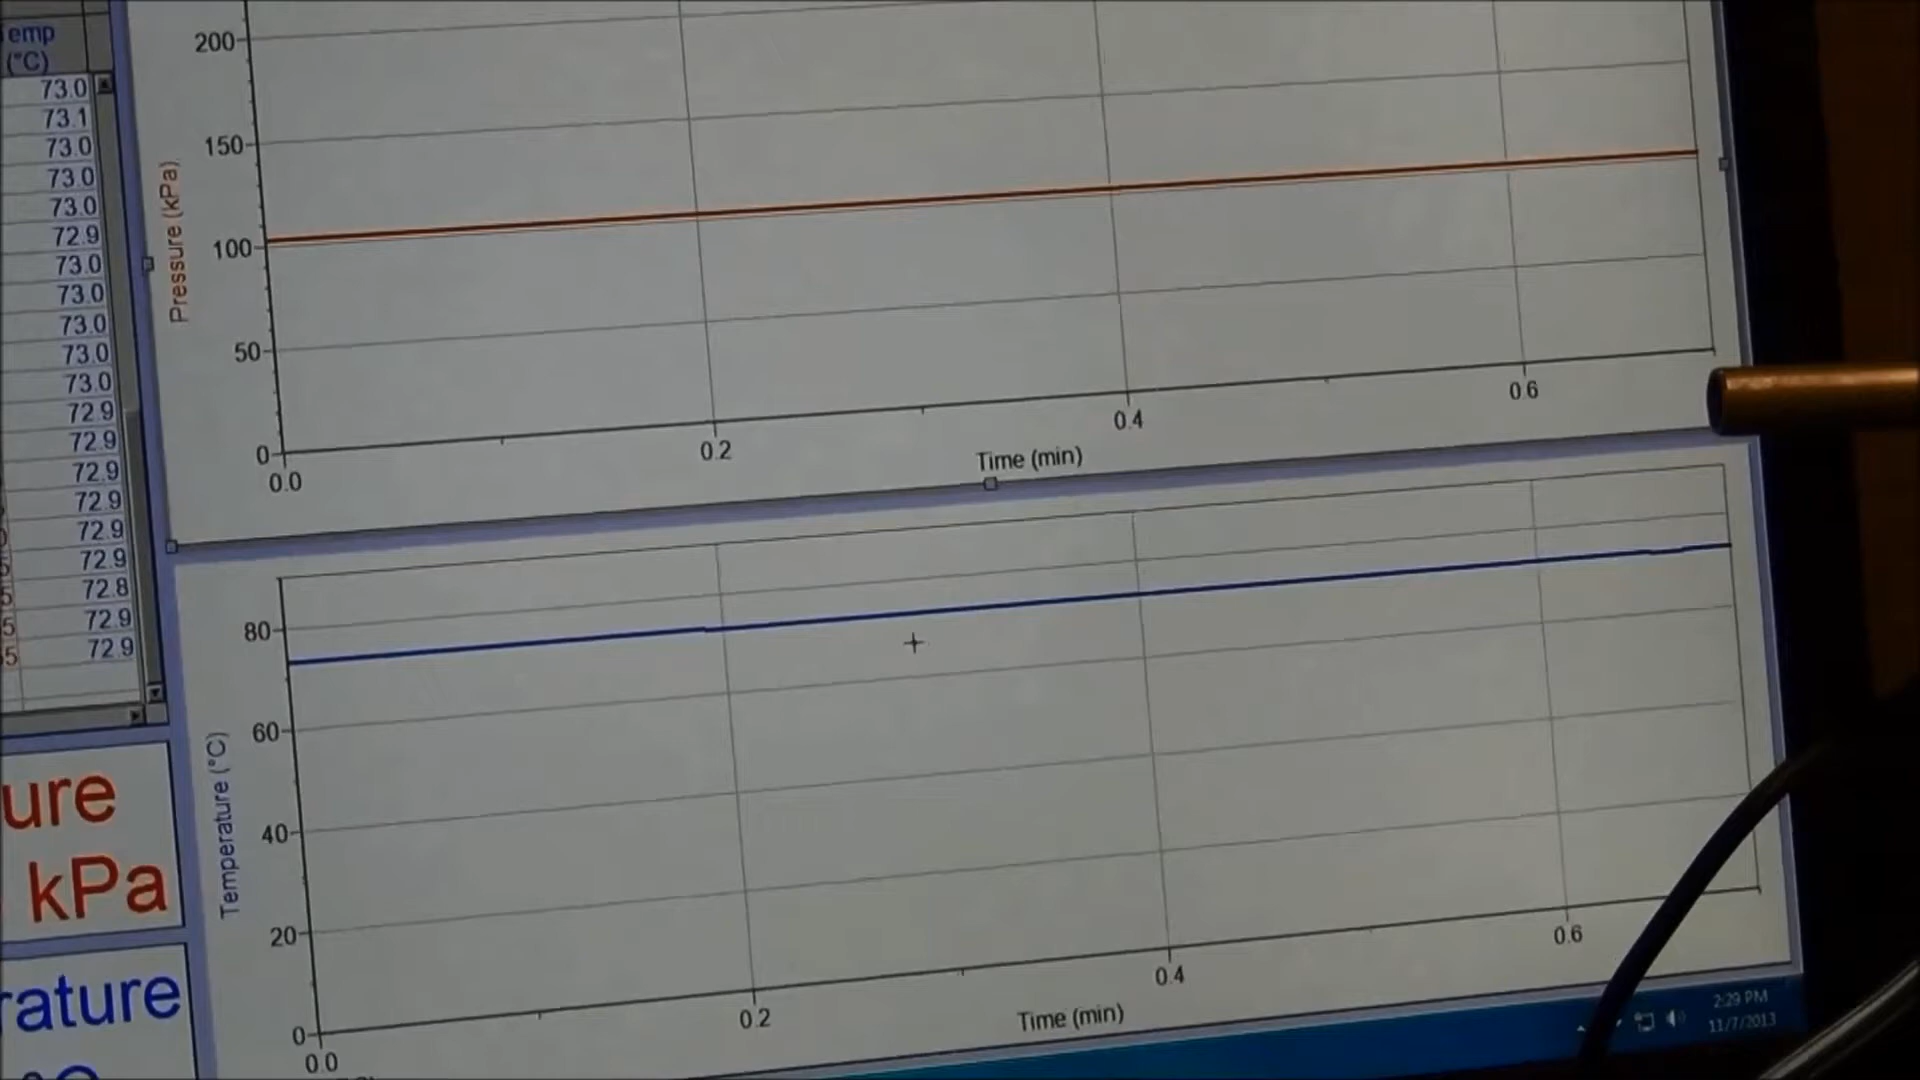 emp
(°C)
73.0
73.1
73.0
73.0
73.0
72.9
73.0
73.0
73.0
73.0
73.0
72.9
72.9
72.9
72.9
72.9
72.9
72.8
5 72.9
5 72.9
ure
kPa
rature
200
150
100
50
0
Pressure (kPa)
0.0 0.2 0.4 0.6
Time (min)
80
60
40
20
0
Temperature (°C)
0.0 0.2 0.4 0.6
Time (min)
2:29 PM
11/7/2013